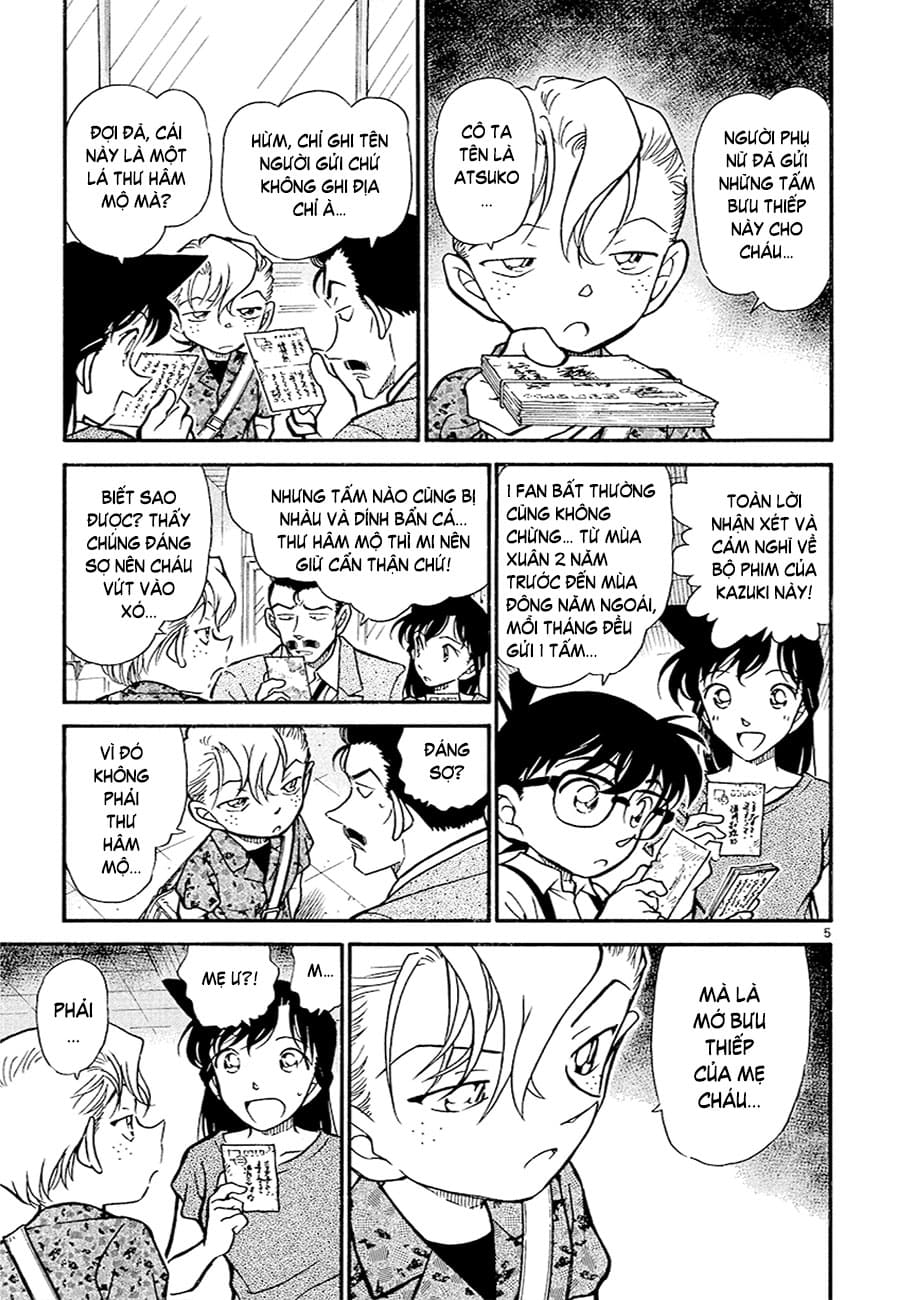 NGƯỜI PHỤ
NỮ ĐÃ GỬI
NHỮNG TẤM
BƯU THIẾP
NÀY CHO
CHÁU...
CÔ TA
TÊN LÀ
ATSUKO
...
HỪM, CHỈ GHI TÊN
NGƯỜI GỬI CHỨ
KHÔNG GHI ĐỊA
CHỈ À...
ĐỢI ĐÃ, CÁI
NÀY LÀ MỘT
LÁ THƯ HÂM
MỘ MÀ?
TOÀN LỜI
NHẬN XÉT VÀ
CẢM NGHĨ VỀ
BỘ PHIM CỦA
KAZUKI NÀY!
1 FAN BẤT THƯỜNG
CŨNG KHÔNG
CHỪNG... TỪ MÙA
XUÂN 2 NĂM
TRƯỚC ĐẾN MÙA
ĐÔNG NĂM NGOÁI,
MỖI THÁNG ĐỀU
GỬI 1 TẤM...
NHƯNG TẤM NÀO CŨNG BỊ
NHÀU VÀ DÍNH BẨN CẢ...
THƯ HÂM MỘ THÌ MI NÊN
GIỮ CẨN THẬN CHỨ!
BIẾT SAO
ĐƯỢC? THẤY
CHÚNG ĐÁNG
SỢ NÊN CHÁU
VỨT VÀO
XÓ...
ĐÁNG
SỢ?
VÌ ĐÓ
KHÔNG
PHẢI
THƯ
HÂM
MỘ...
5
MÀ LÀ
MỚ BƯU
THIẾP
CỦA MẸ
CHÁU...
M...
MẸ Ư?!
PHẢI
...